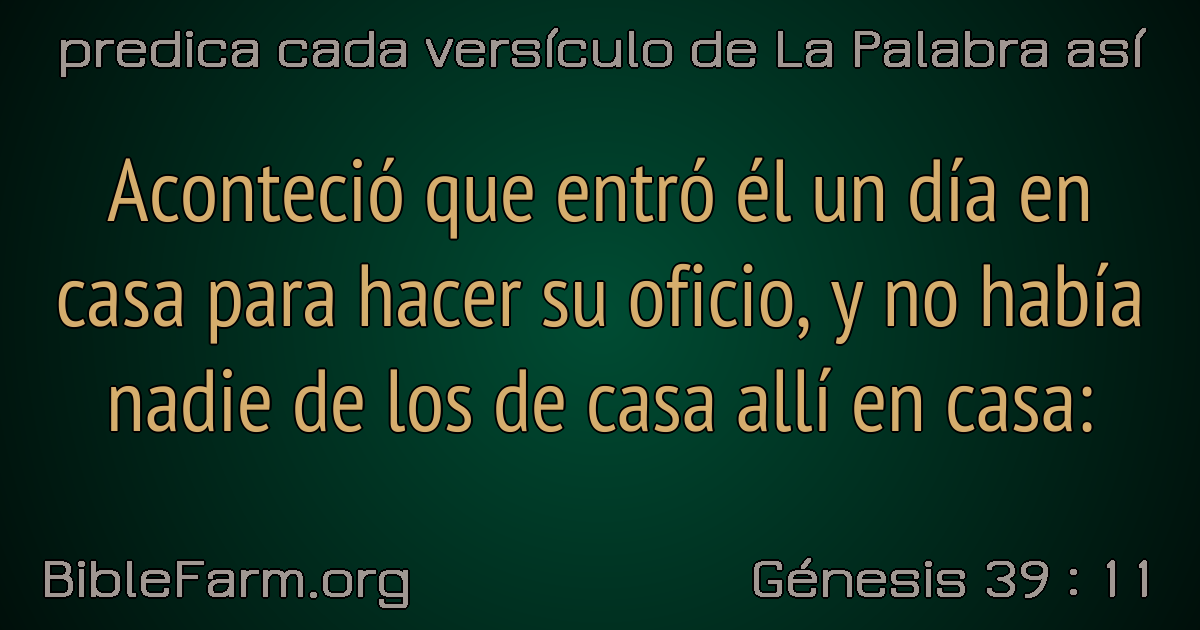 predica cada versículo de La Palabra así
Aconteció que entró él un día en
casa para hacer su oficio, y no había
nadie de los de casa allí en casa:
BibleFarm.org
Génesis 39 : 11